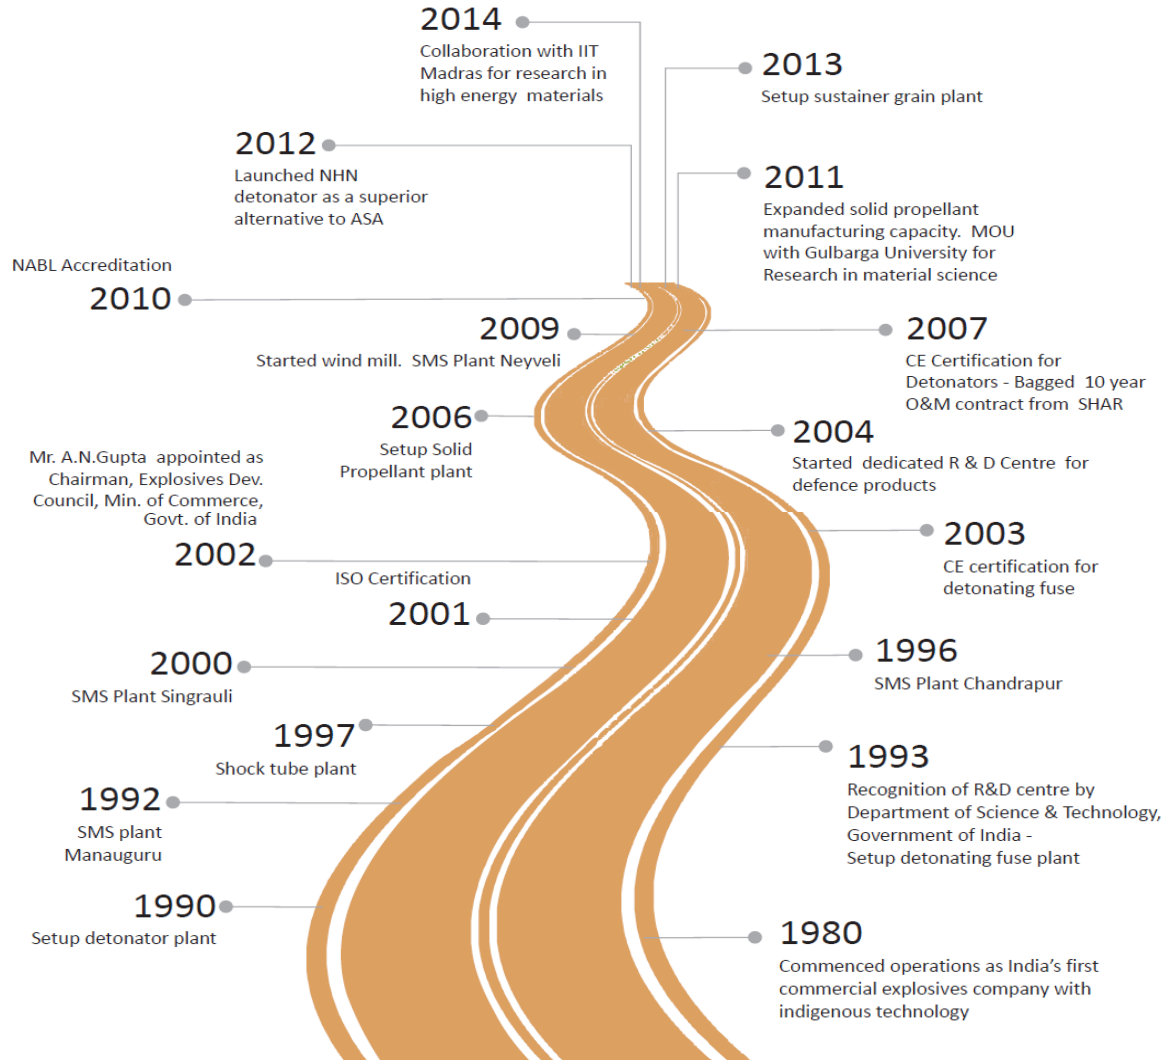 2014
Collaboration with IIT
Madras for research in
high energy materials
2013
Setup sustainer grain plant
2012
Launched NHN
detonator as a superior
alternative to ASA
2011
Expanded solid propellant
manufacturing capacity. MOU
with Gulbarga University for
Research in material science
NABL Accreditation
2010
2009
Started wind mill. SMS Plant Neyveli
2007
CE Certification for
Detonators - Bagged 10 year
O&M contract from SHAR
2006
Setup Solid
Propellant plant
2004
Started dedicated R & D Centre for
defence products
Mr. A.N.Gupta appointed as
Chairman, Explosives Dev.
Council, Min. of Commerce,
Govt. of India
2002
2003
CE certification for
detonating fuse
ISO Certification
2001
2000
SMS Plant Singrauli
1996
SMS Plant Chandrapur
1997
Shock tube plant
1993
Recognition of R&D centre by
Department of Science & Technology,
Government of India -
Setup detonating fuse plant
1992
SMS plant
Manauguru
1990
Setup detonator plant
1980
Commenced operations as India’s first
commercial explosives company with
indigenous technology